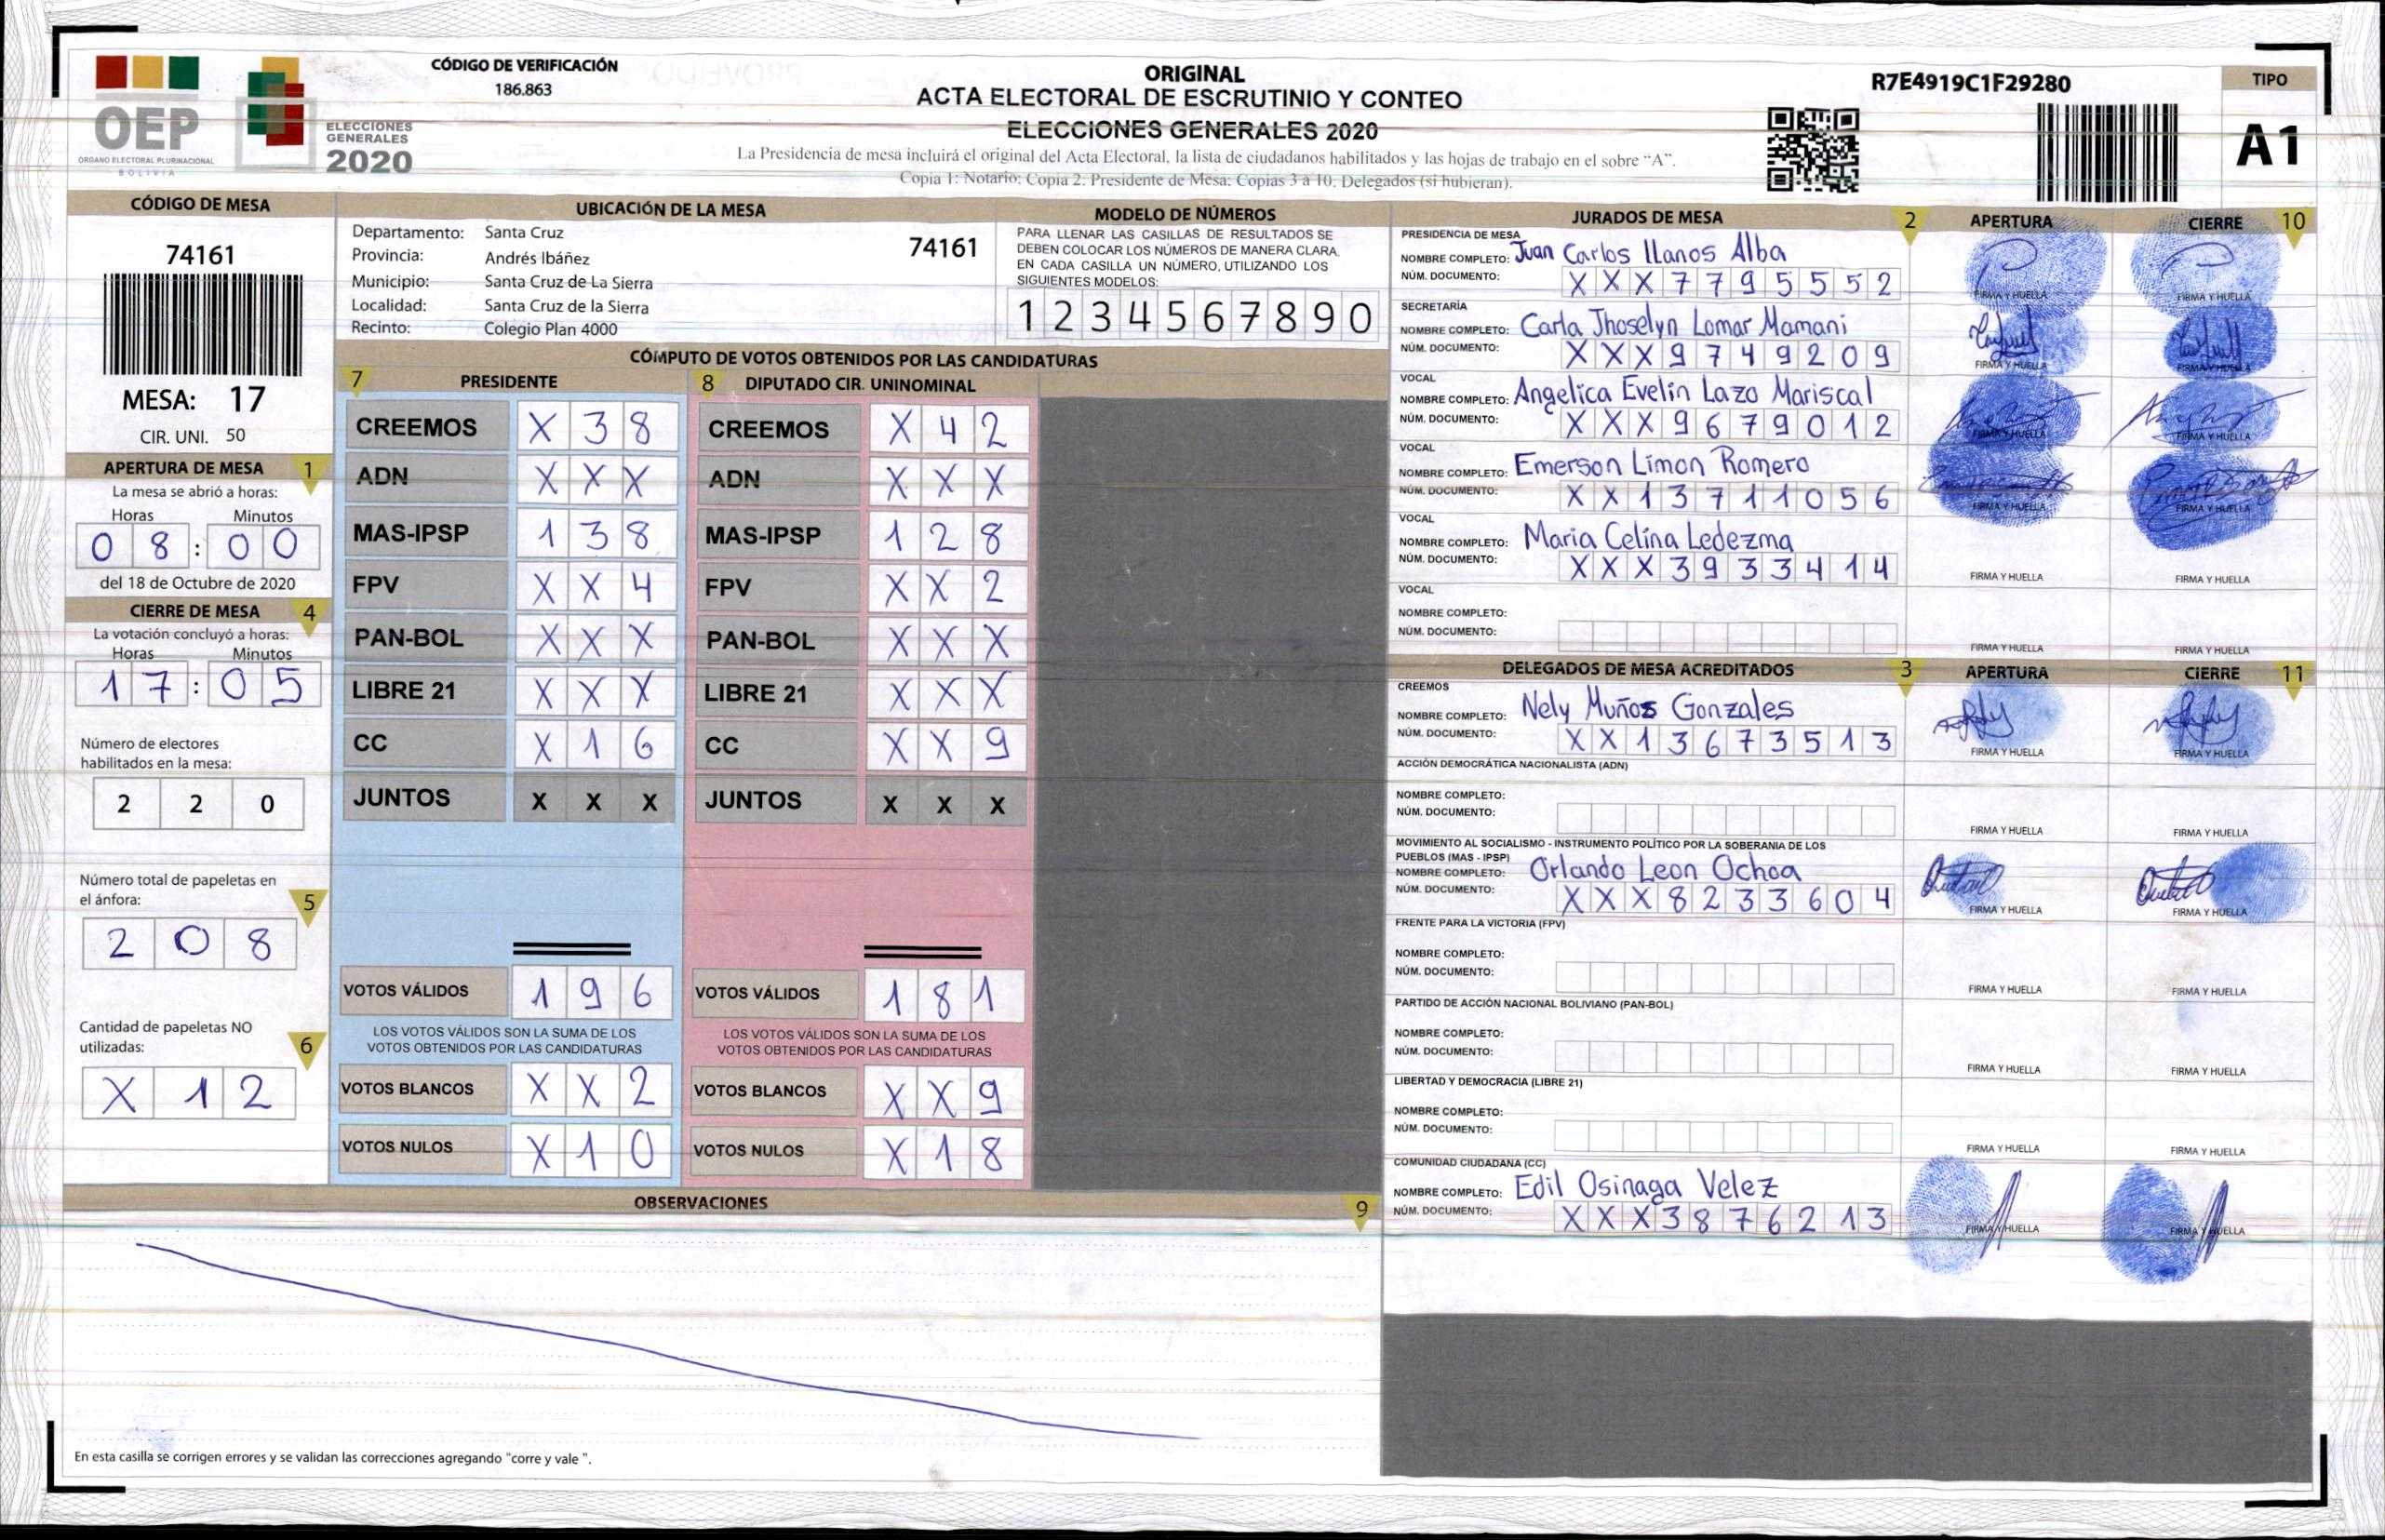 CÓDIGO DE VERIFICACIÓN
186.863
OEP
ÓRGANO ELECTORAL PLURINACIONAL
BOLIVIA
ELECCIONES
GENERALES
2020
ORIGINAL
ACTA ELECTORAL DE ESCRUTINIO Y CONTEO
ELECCIONES GENERALES 2020
La Presidencia de mesa incluirá el original del Acta Electoral, la lista de ciudadanos habilitados y las hojas de trabajo en el sobre “A”.
Copia 1: Notario; Copia 2: Presidente de Mesa; Copias 3 a 10. Delegados (si hubieran).
R7E4919C1F29280
TIPO
A1
CÓDIGO DE MESA
74161
MESA: 17
CIR. UNI. 50
APERTURA DE MESA 1
La mesa se abrió a horas:
Horas Minutos
0 8 : 0 0
del 18 de Octubre de 2020
CIERRE DE MESA 4
La votación concluyó a horas:
Horas Minutos
1 7 : 0 5
Número de electores
habilitados en la mesa:
2 2 0
Número total de papeletas en
el ánfora: 5
2 0 8
Cantidad de papeletas NO
utilizadas: 6
X 1 2
UBICACIÓN DE LA MESA
Departamento: Santa Cruz
Provincia: Andrés Ibáñez
Municipio: Santa Cruz de La Sierra
Localidad: Santa Cruz de la Sierra
Recinto: Colegio Plan 4000
74161
MODELO DE NÚMEROS
PARA LLENAR LAS CASILLAS DE RESULTADOS SE
DEBEN COLOCAR LOS NÚMEROS DE MANERA CLARA.
EN CADA CASILLA UN NÚMERO, UTILIZANDO LOS
SIGUIENTES MODELOS:
1 2 3 4 5 6 7 8 9 0
CÓMPUTO DE VOTOS OBTENIDOS POR LAS CANDIDATURAS
7 PRESIDENTE
CREEMOS X 3 8
ADN X X X
MAS-IPSP 1 3 8
FPV X X 4
PAN-BOL X X X
LIBRE 21 X X X
CC X 1 6
JUNTOS X X X
VOTOS VÁLIDOS 1 9 6
LOS VOTOS VÁLIDOS SON LA SUMA DE LOS
VOTOS OBTENIDOS POR LAS CANDIDATURAS
VOTOS BLANCOS X X 2
VOTOS NULOS X 1 0
8 DIPUTADO CIR. UNINOMINAL
CREEMOS X 4 2
ADN X X X
MAS-IPSP 1 2 8
FPV X X 2
PAN-BOL X X X
LIBRE 21 X X X
CC X X 9
JUNTOS X X X
VOTOS VÁLIDOS 1 8 1
LOS VOTOS VÁLIDOS SON LA SUMA DE LOS
VOTOS OBTENIDOS POR LAS CANDIDATURAS
VOTOS BLANCOS X X 9
VOTOS NULOS X 1 8
OBSERVACIONES 9
En esta casilla se corrigen errores y se validan las correcciones agregando "corre y vale ".
JURADOS DE MESA 2 APERTURA CIERRE 10
PRESIDENCIA DE MESA
NOMBRE COMPLETO: Juan Carlos llanos Alba
NÚM. DOCUMENTO: X X X 7 7 9 5 5 5 2
FIRMA Y HUELLA FIRMA Y HUELLA
SECRETARÍA
NOMBRE COMPLETO: Carla Jhoselyn Lomar Mamani
NÚM. DOCUMENTO: X X X 9 7 4 9 2 0 9
FIRMA Y HUELLA FIRMA Y HUELLA
VOCAL
NOMBRE COMPLETO: Angelica Evelin Lazo Mariscal
NÚM. DOCUMENTO: X X X 9 6 7 9 0 1 2
FIRMA Y HUELLA FIRMA Y HUELLA
VOCAL
NOMBRE COMPLETO: Emerson Limon Romero
NÚM. DOCUMENTO: X X 1 3 7 1 1 0 5 6
FIRMA Y HUELLA FIRMA Y HUELLA
VOCAL
NOMBRE COMPLETO: Maria Celina Ledezma
NÚM. DOCUMENTO: X X X 3 9 3 3 4 1 4
FIRMA Y HUELLA FIRMA Y HUELLA
VOCAL
NOMBRE COMPLETO:
NÚM. DOCUMENTO:
FIRMA Y HUELLA FIRMA Y HUELLA
DELEGADOS DE MESA ACREDITADOS 3 APERTURA CIERRE 11
CREEMOS
NOMBRE COMPLETO: Nely Muños Gonzales
NÚM. DOCUMENTO: X X 1 3 6 7 3 5 1 3
FIRMA Y HUELLA FIRMA Y HUELLA
ACCIÓN DEMOCRÁTICA NACIONALISTA (ADN)
NOMBRE COMPLETO:
NÚM. DOCUMENTO:
FIRMA Y HUELLA FIRMA Y HUELLA
MOVIMIENTO AL SOCIALISMO - INSTRUMENTO POLÍTICO POR LA SOBERANIA DE LOS
PUEBLOS (MAS - IPSP)
NOMBRE COMPLETO: Orlando Leon Ochoa
NÚM. DOCUMENTO: X X X 8 2 3 3 6 0 4
FIRMA Y HUELLA FIRMA Y HUELLA
FRENTE PARA LA VICTORIA (FPV)
NOMBRE COMPLETO:
NÚM. DOCUMENTO:
FIRMA Y HUELLA FIRMA Y HUELLA
PARTIDO DE ACCIÓN NACIONAL BOLIVIANO (PAN-BOL)
NOMBRE COMPLETO:
NÚM. DOCUMENTO:
FIRMA Y HUELLA FIRMA Y HUELLA
LIBERTAD Y DEMOCRACIA (LIBRE 21)
NOMBRE COMPLETO:
NÚM. DOCUMENTO:
FIRMA Y HUELLA FIRMA Y HUELLA
COMUNIDAD CIUDADANA (CC)
NOMBRE COMPLETO: Edil Osinaga Velez
NÚM. DOCUMENTO: X X X 3 8 7 6 2 1 3
FIRMA Y HUELLA FIRMA Y HUELLA